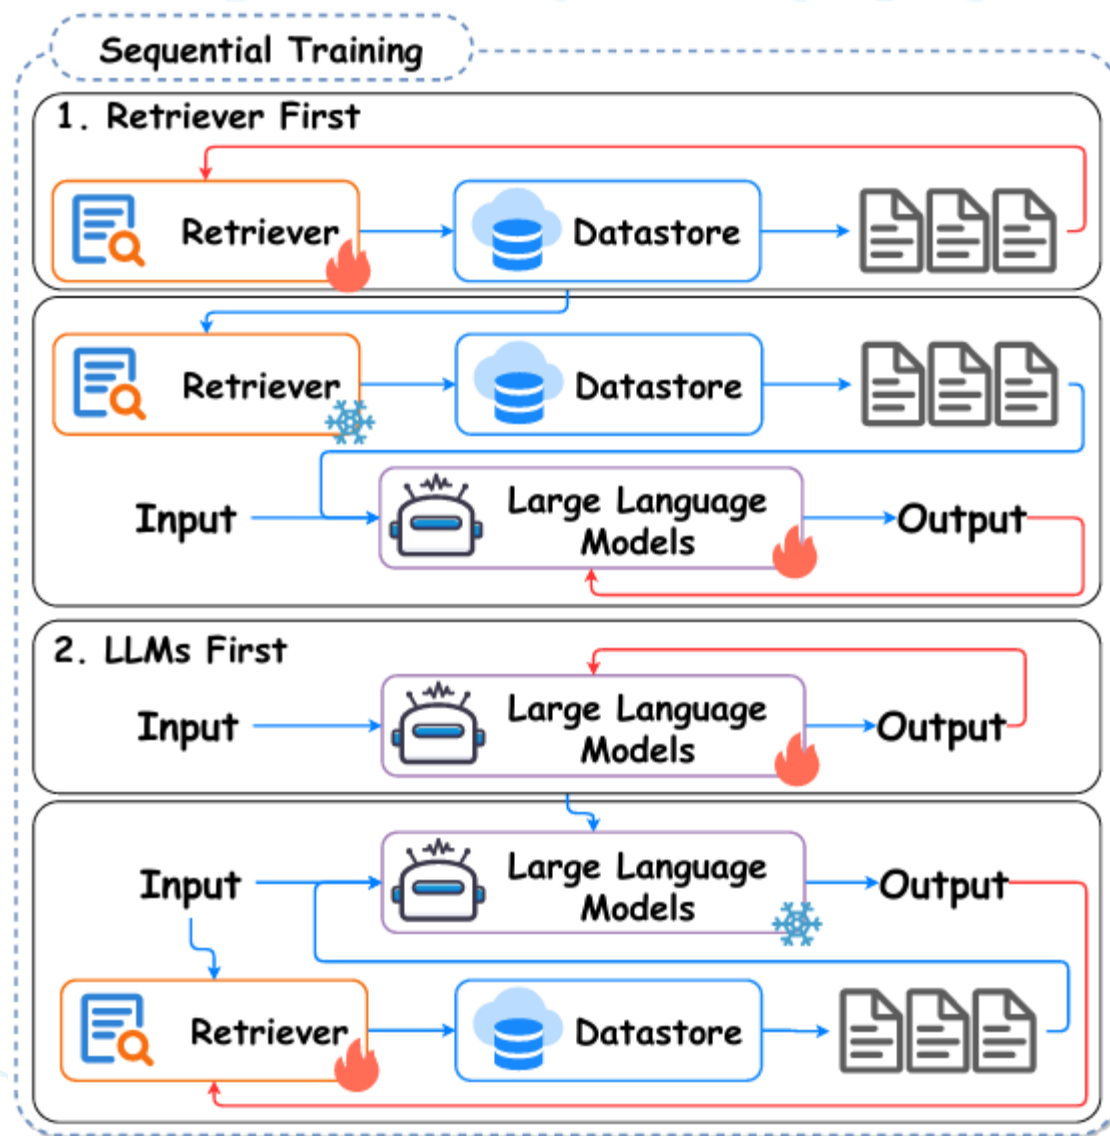 Sequential Training
1. Retriever First
Retriever
Datastore
Retriever
Datastore
Input
Large Language
Models
Output
2. LLMs First
Input
Large Language
Models
Output
Input
Large Language
Models
Output
Retriever
Datastore